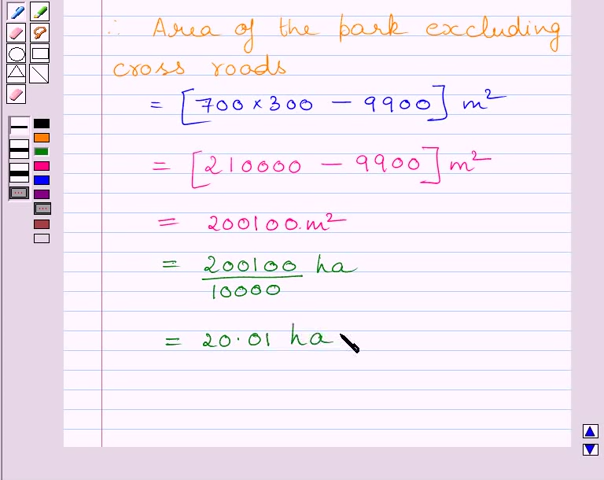 ∴ Area of the park excluding
cross roads
= [700 × 300 − 9900] m²
= [210000 − 9900] m²
= 200100.m²
= 200100/10000 ha
= 20.01 ha